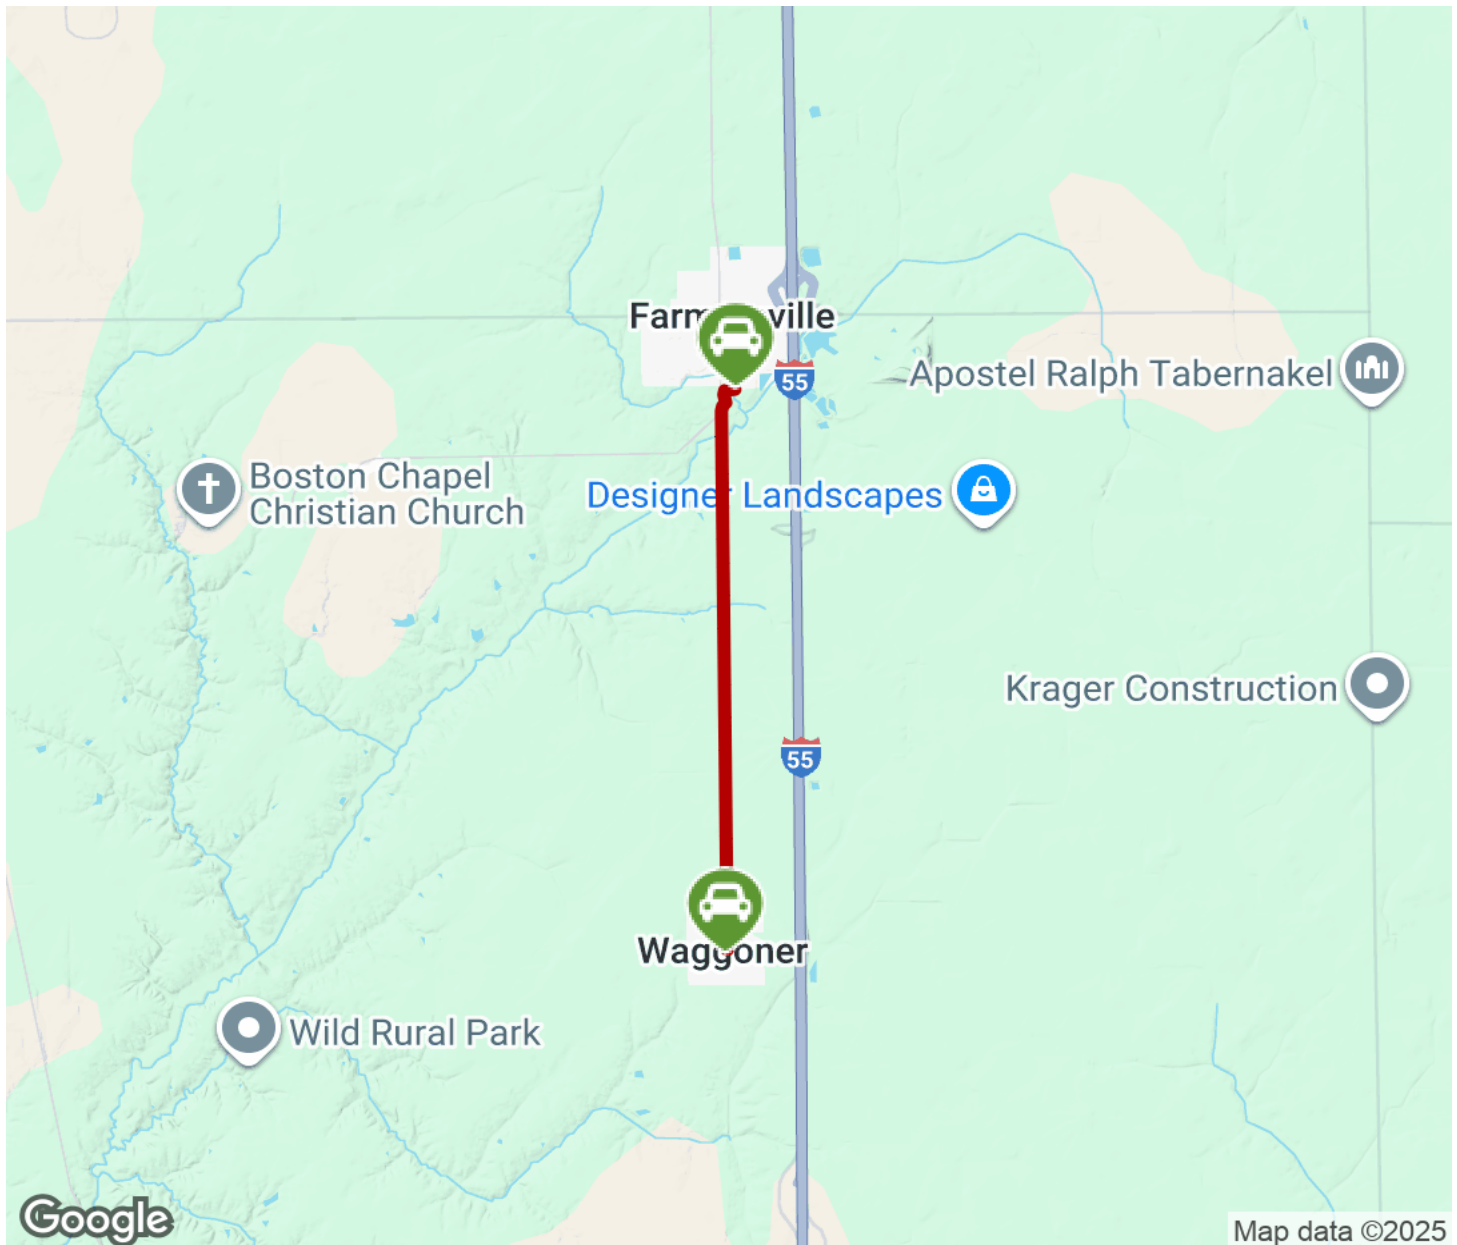 Farm ville
55
Apostel Ralph Tabernakel
Boston Chapel
Christian Church
Designer Landscapes
Krager Construction
55
Waggoner
Wild Rural Park
Google
Map data ©2025